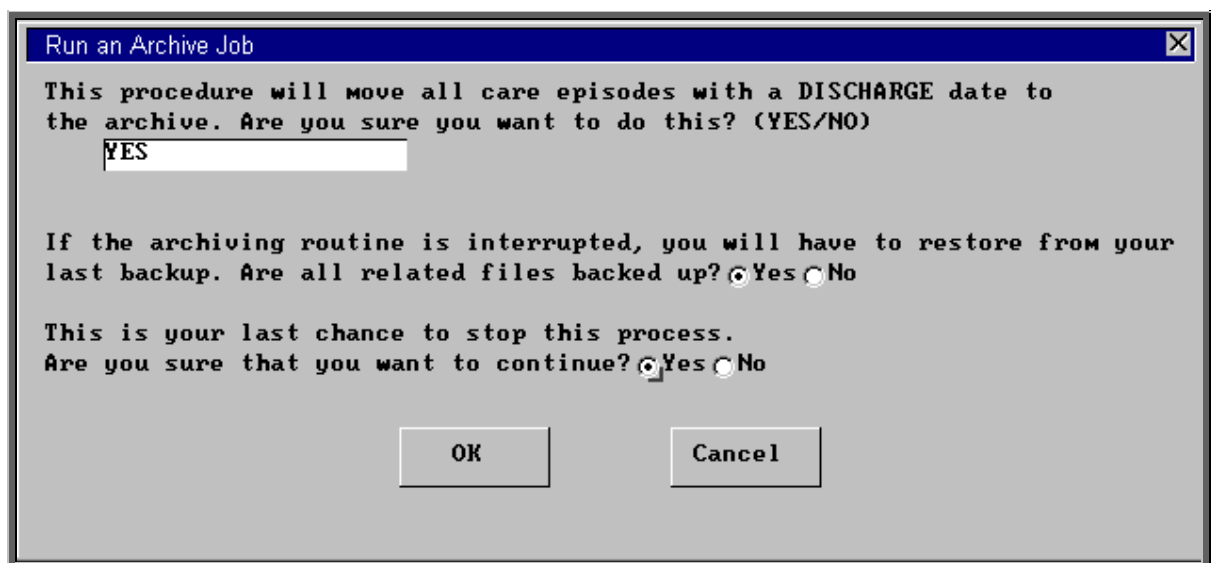 Run an Archive Job
This procedure will move all care episodes with a DISCHARGE date to
the archive. Are you sure you want to do this? (YES/NO)
YES
If the archiving routine is interrupted, you will have to restore from your
last backup. Are all related files backed up? Yes No
This is your last chance to stop this process.
Are you sure that you want to continue? Yes No
OK Cancel